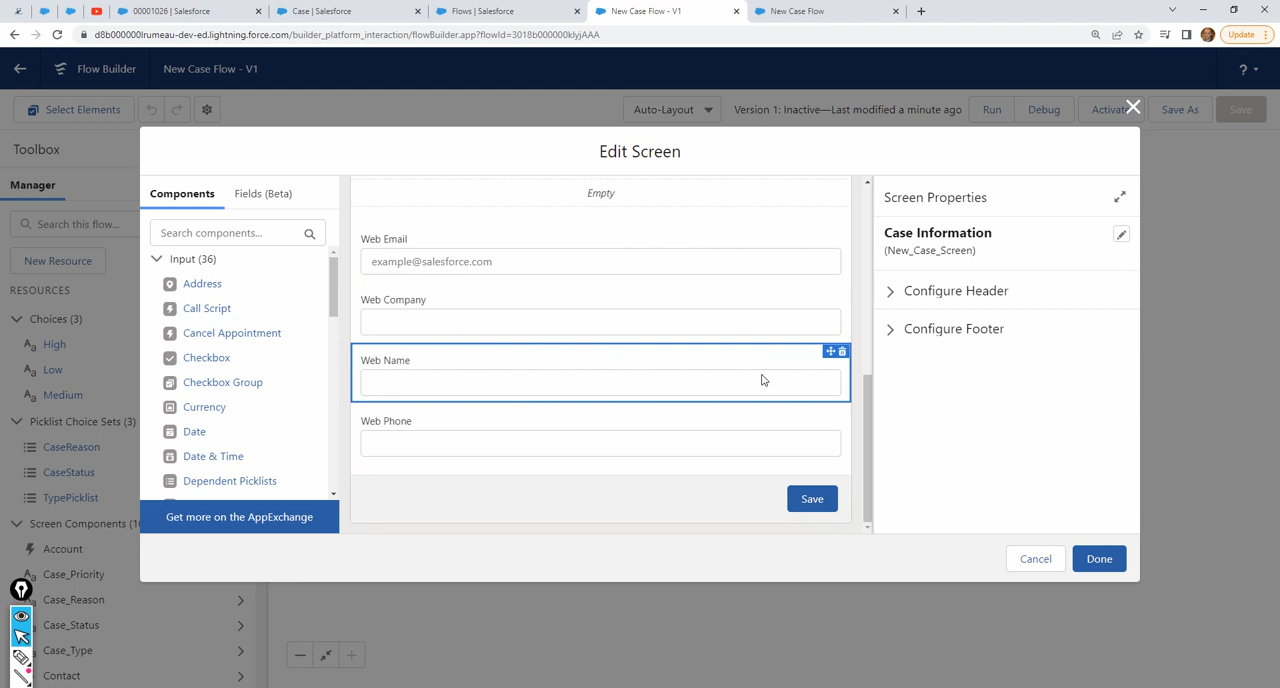 00001026 | Salesforce
Case | Salesforce
Flows | Salesforce
New Case Flow - V1
New Case Flow
d8b000000lrumeau-dev-ed.lightning.force.com/builder_platform_interaction/flowBuilder.app?flowId=3018b000000klyjAAA
Update
Flow Builder
New Case Flow - V1
?
Select Elements
Auto-Layout
Version 1: Inactive—Last modified a minute ago
Run
Debug
Activate
Save As
Save
Toolbox
Manager
Search this flow...
New Resource
RESOURCES
Choices (3)
High
Low
Medium
Picklist Choice Sets (3)
CaseReason
CaseStatus
TypePicklist
Screen Components (1
Account
Case_Priority
Case_Reason
Case_Status
Case_Type
Contact
Edit Screen
Components
Fields (Beta)
Search components...
Input (36)
Address
Call Script
Cancel Appointment
Checkbox
Checkbox Group
Currency
Date
Date & Time
Dependent Picklists
Get more on the AppExchange
Empty
Web Email
example@salesforce.com
Web Company
Web Name
Web Phone
Save
Screen Properties
Case Information
(New_Case_Screen)
Configure Header
Configure Footer
Cancel
Done